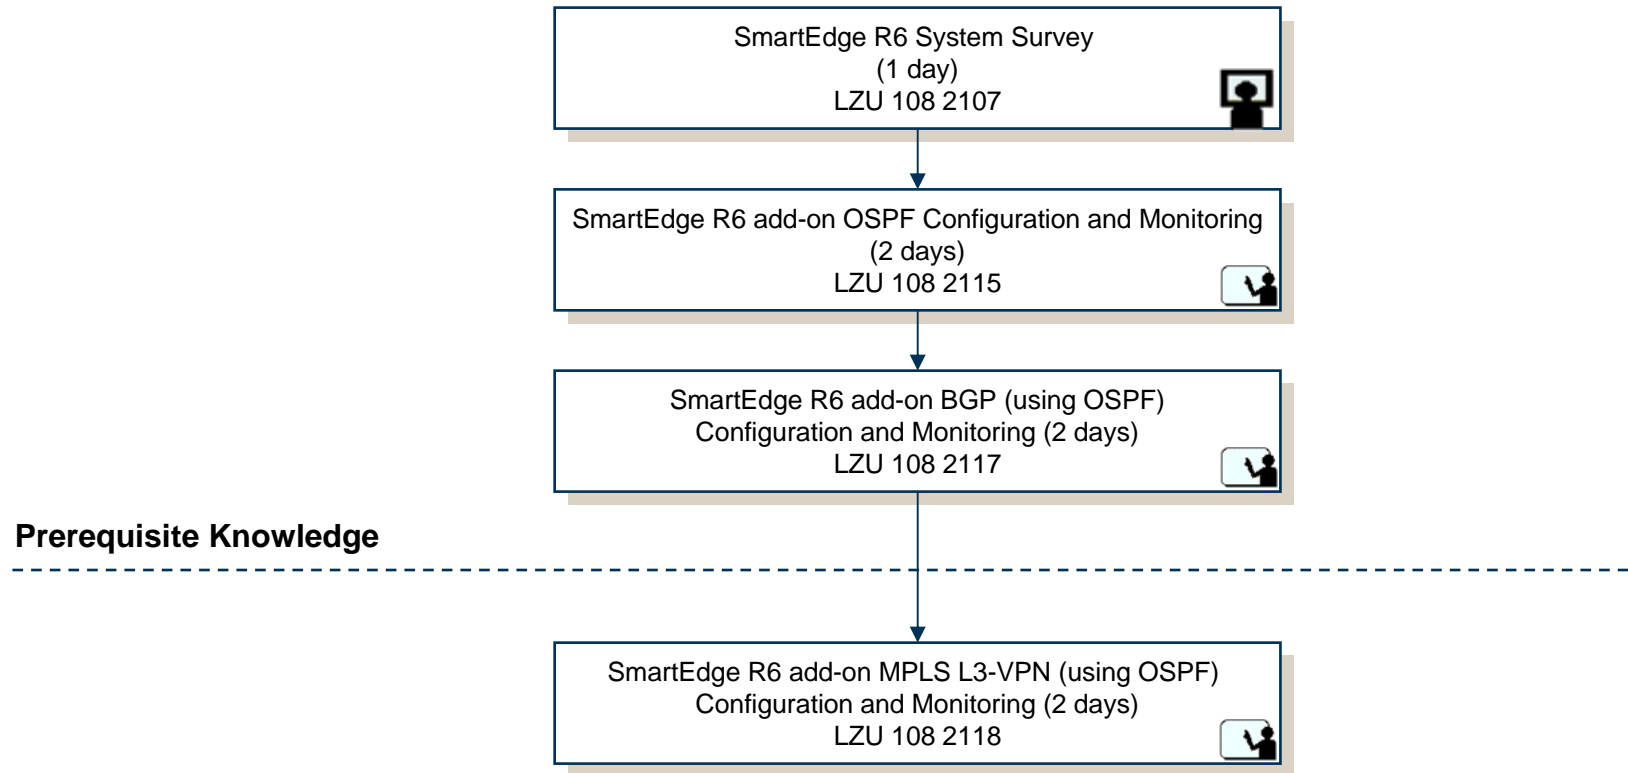 SmartEdge R6 System Survey
(1 day)
LZU 108 2107
SmartEdge R6 add-on OSPF Configuration and Monitoring
(2 days)
LZU 108 2115
SmartEdge R6 add-on BGP (using OSPF)
Configuration and Monitoring (2 days)
LZU 108 2117
Prerequisite Knowledge
SmartEdge R6 add-on MPLS L3-VPN (using OSPF)
Configuration and Monitoring (2 days)
LZU 108 2118